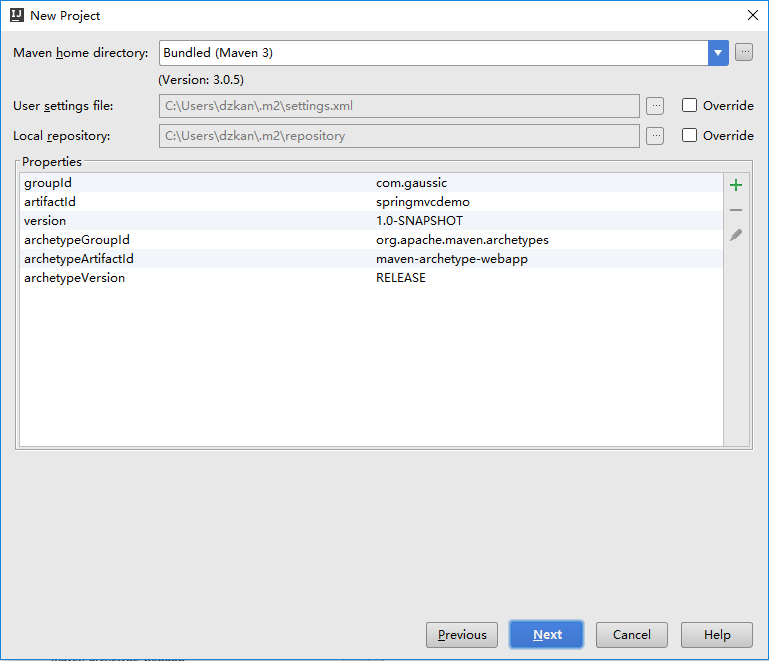 New Project
Maven home directory: Bundled (Maven 3)
(Version: 3.0.5)
User settings file: C:\Users\dzkan\.m2\settings.xml ... Override
Local repository: C:\Users\dzkan\.m2\repository ... Override
Properties
groupId com.gaussic
artifactId springmvcdemo
version 1.0-SNAPSHOT
archetypeGroupId org.apache.maven.archetypes
archetypeArtifactId maven-archetype-webapp
archetypeVersion RELEASE
Previous Next Cancel Help